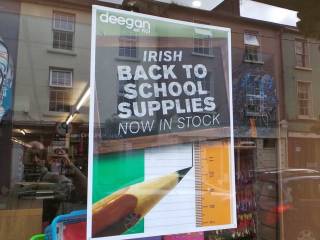 deegan
IRISH
BACK TO
SCHOOL
SUPPLIES
NOW IN STOCK